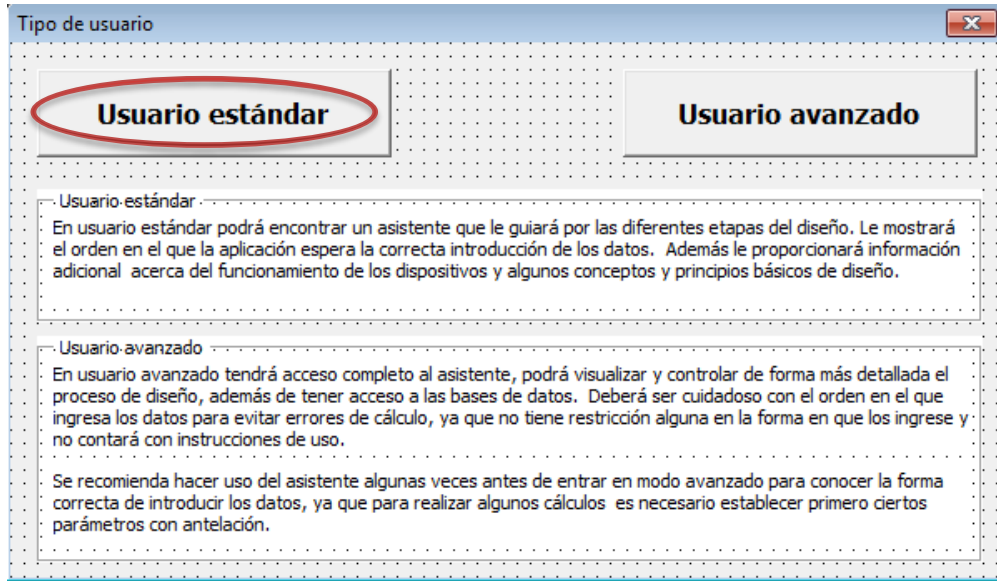 Tipo de usuario
Usuario estándar
Usuario avanzado
Usuario estándar
En usuario estándar podrá encontrar un asistente que le guiará por las diferentes etapas del diseño. Le mostrará
el orden en el que la aplicación espera la correcta introducción de los datos.  Además le proporcionará información
adicional  acerca del funcionamiento de los dispositivos y algunos conceptos y principios básicos de diseño.
Usuario avanzado
En usuario avanzado tendrá acceso completo al asistente, podrá visualizar y controlar de forma más detallada el
proceso de diseño, además de tener acceso a las bases de datos.  Deberá ser cuidadoso con el orden en el que
ingresa los datos para evitar errores de cálculo, ya que no tiene restricción alguna en la forma en que los ingrese y
no contará con instrucciones de uso.
Se recomienda hacer uso del asistente algunas veces antes de entrar en modo avanzado para conocer la forma
correcta de introducir los datos, ya que para realizar algunos cálculos  es necesario establecer primero ciertos
parámetros con antelación.